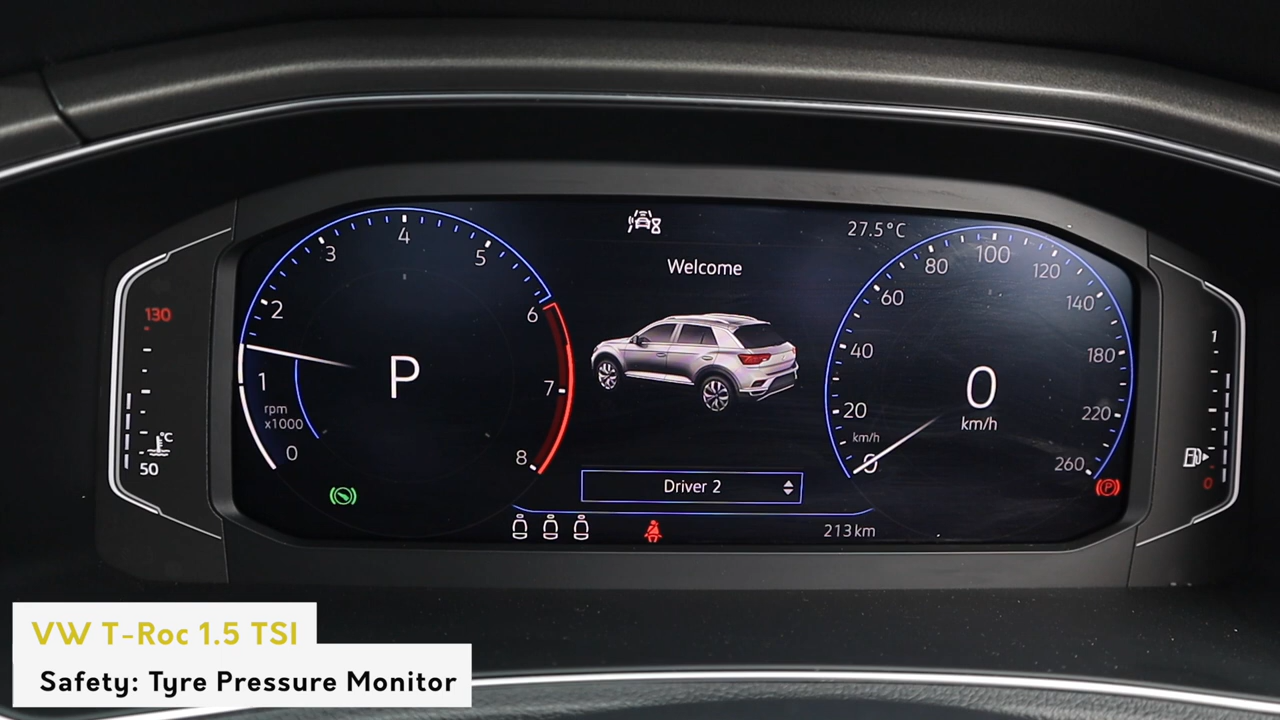 27.5°C
Welcome
130
50
°C
0
1
2
3
4
5
6
7
8
rpm
x1000
P
Driver 2
0
20
40
60
80
100
120
140
180
220
260
km/h
0
km/h
P
213 km
1
0
VW T-Roc 1.5 TSI
Safety: Tyre Pressure Monitor